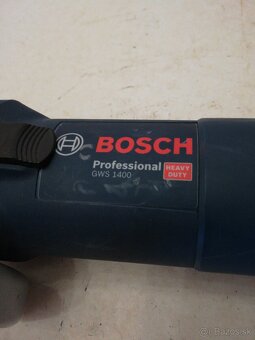 BOSCH
Professional
GWS 1400
HEAVY
DUTY
Bazos.sk